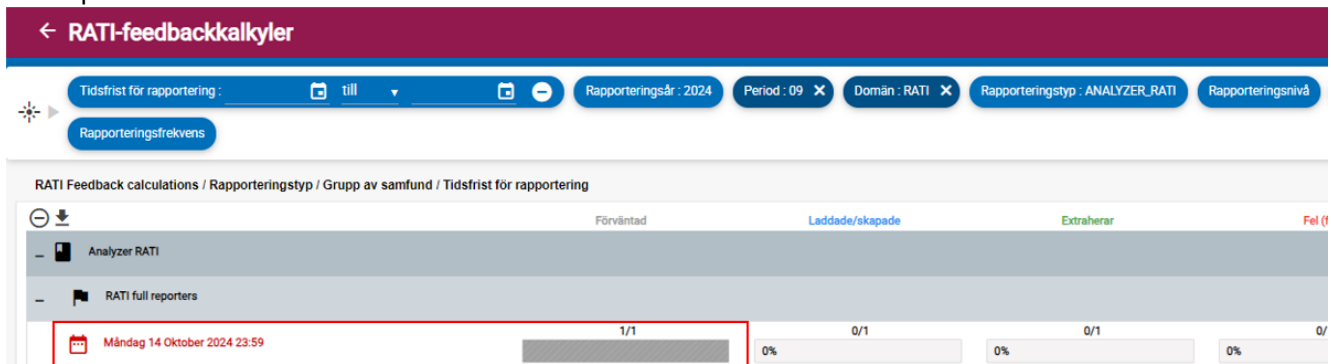 RATI-feedbackkalkyler
Tidsfrist för rapportering : till Rapporteringsår : 2024 Period : 09 Domän : RATI Rapporteringstyp : ANALYZER_RATI Rapporteringsnivå
Rapporteringsfrekvens
RATI Feedback calculations / Rapporteringstyp / Grupp av samfund / Tidsfrist för rapportering
Förväntad Laddade/skapade Extraherar Fel (f
Analyzer RATI
RATI full reporters
1/1 0/1 0/1 0/
Måndag 14 Oktober 2024 23:59 0% 0% 0%